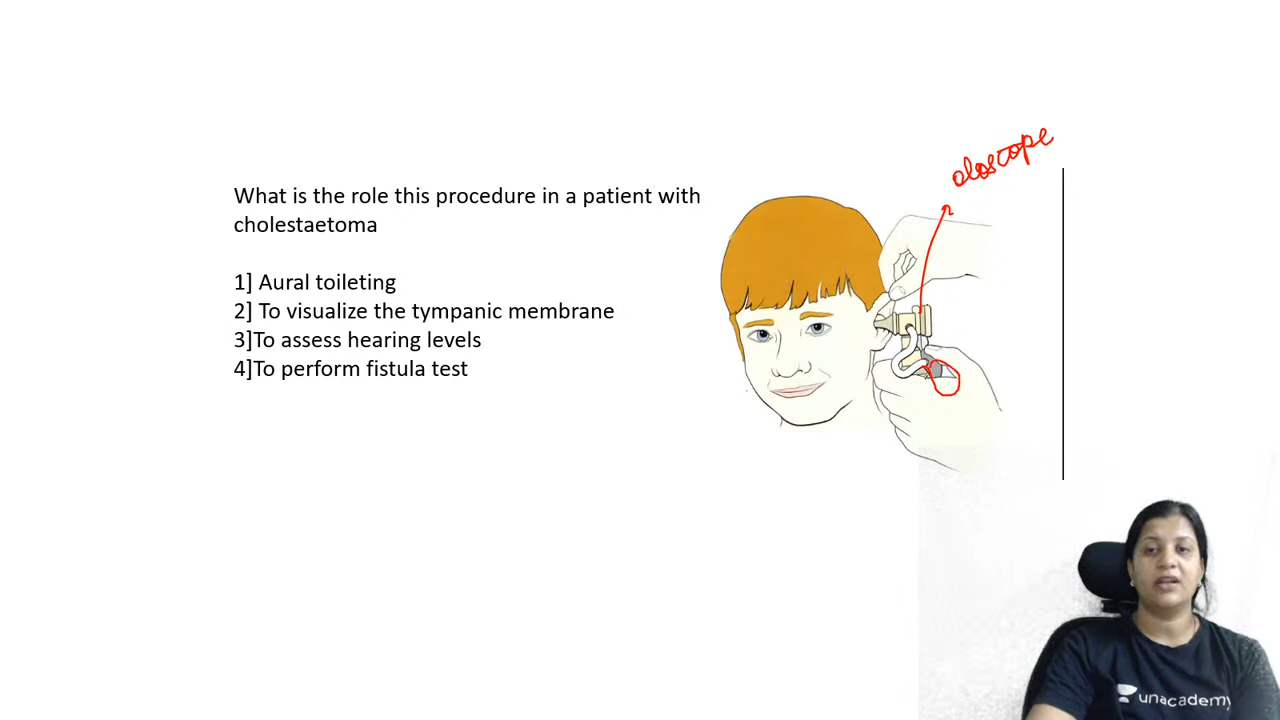 What is the role this procedure in a patient with
cholestaetoma
1] Aural toileting
2] To visualize the tympanic membrane
3]To assess hearing levels
4]To perform fistula test
otoscope
unacademy